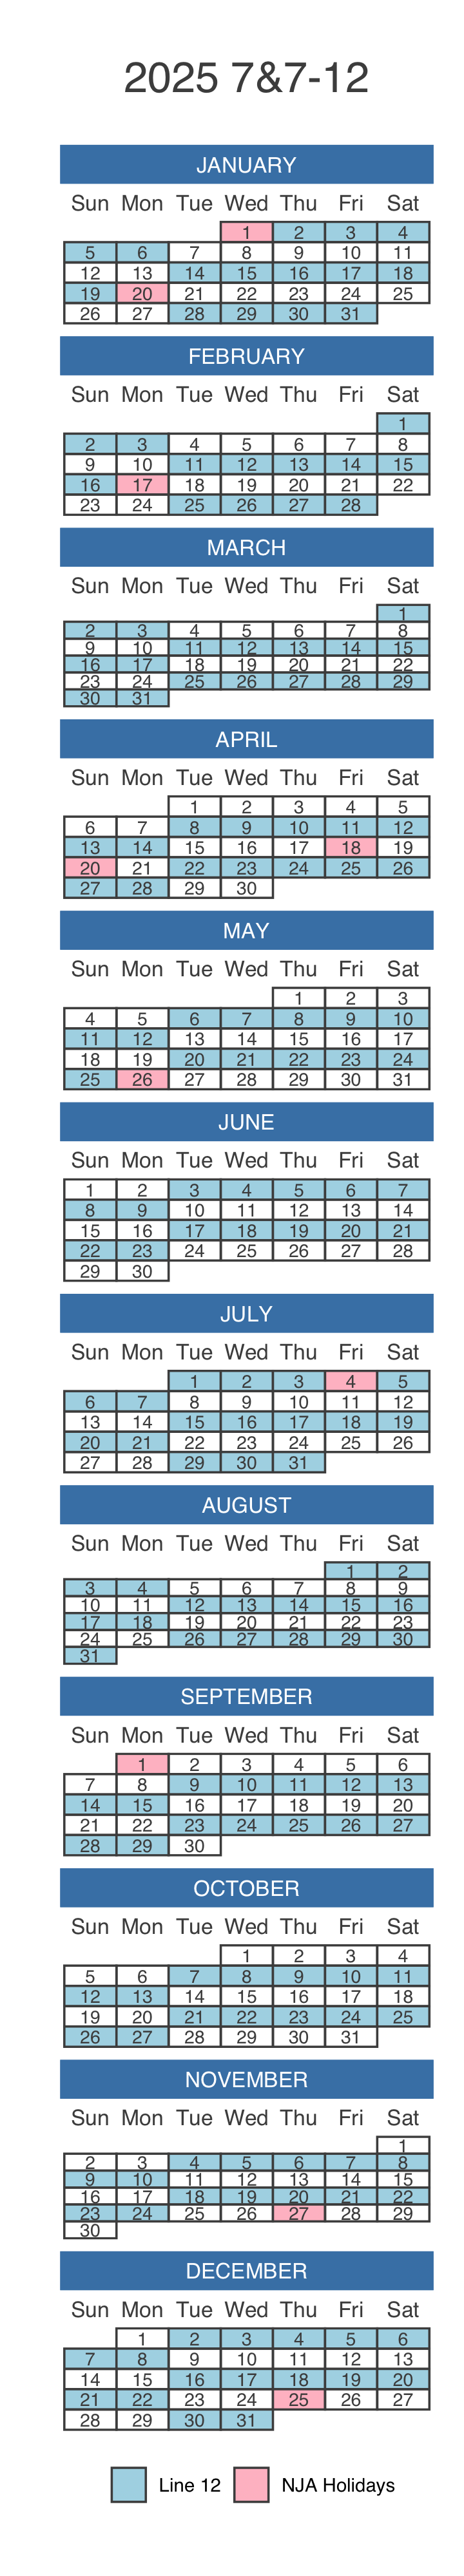 2025 7&7-12
JANUARY
Sun Mon Tue Wed Thu Fri Sat
1 2 3 4
5 6 7 8 9 10 11
12 13 14 15 16 17 18
19 20 21 22 23 24 25
26 27 28 29 30 31
FEBRUARY
Sun Mon Tue Wed Thu Fri Sat
1
2 3 4 5 6 7 8
9 10 11 12 13 14 15
16 17 18 19 20 21 22
23 24 25 26 27 28
MARCH
Sun Mon Tue Wed Thu Fri Sat
1
2 3 4 5 6 7 8
9 10 11 12 13 14 15
16 17 18 19 20 21 22
23 24 25 26 27 28 29
30 31
APRIL
Sun Mon Tue Wed Thu Fri Sat
1 2 3 4 5
6 7 8 9 10 11 12
13 14 15 16 17 18 19
20 21 22 23 24 25 26
27 28 29 30
MAY
Sun Mon Tue Wed Thu Fri Sat
1 2 3
4 5 6 7 8 9 10
11 12 13 14 15 16 17
18 19 20 21 22 23 24
25 26 27 28 29 30 31
JUNE
Sun Mon Tue Wed Thu Fri Sat
1 2 3 4 5 6 7
8 9 10 11 12 13 14
15 16 17 18 19 20 21
22 23 24 25 26 27 28
29 30
JULY
Sun Mon Tue Wed Thu Fri Sat
1 2 3 4 5
6 7 8 9 10 11 12
13 14 15 16 17 18 19
20 21 22 23 24 25 26
27 28 29 30 31
AUGUST
Sun Mon Tue Wed Thu Fri Sat
1 2
3 4 5 6 7 8 9
10 11 12 13 14 15 16
17 18 19 20 21 22 23
24 25 26 27 28 29 30
31
SEPTEMBER
Sun Mon Tue Wed Thu Fri Sat
1 2 3 4 5 6
7 8 9 10 11 12 13
14 15 16 17 18 19 20
21 22 23 24 25 26 27
28 29 30
OCTOBER
Sun Mon Tue Wed Thu Fri Sat
1 2 3 4
5 6 7 8 9 10 11
12 13 14 15 16 17 18
19 20 21 22 23 24 25
26 27 28 29 30 31
NOVEMBER
Sun Mon Tue Wed Thu Fri Sat
1
2 3 4 5 6 7 8
9 10 11 12 13 14 15
16 17 18 19 20 21 22
23 24 25 26 27 28 29
30
DECEMBER
Sun Mon Tue Wed Thu Fri Sat
1 2 3 4 5 6
7 8 9 10 11 12 13
14 15 16 17 18 19 20
21 22 23 24 25 26 27
28 29 30 31
Line 12 NJA Holidays